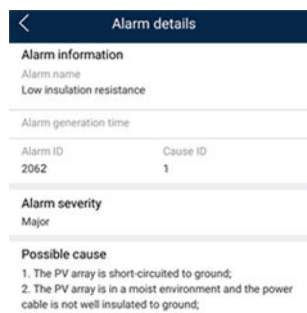 Alarm details
Alarm information
Alarm name
Low insulation resistance
Alarm generation time
Alarm ID Cause ID
2062 1
Alarm severity
Major
Possible cause
1. The PV array is short-circuited to ground;
2. The PV array is in a moist environment and the power
cable is not well insulated to ground;